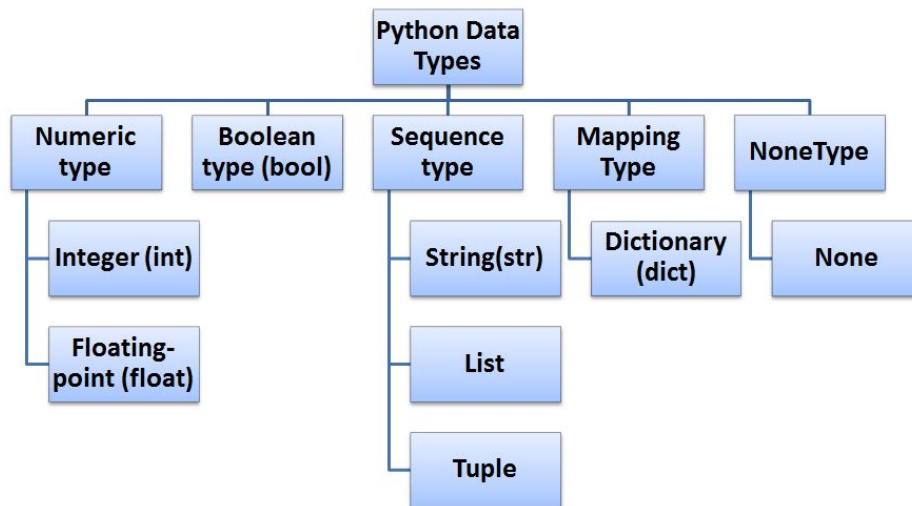 Python Data
Types
Numeric
type
Boolean
type (bool)
Sequence
type
Mapping
Type
NoneType
Integer (int)
String(str)
Dictionary
(dict)
None
Floating-
point (float)
List
Tuple